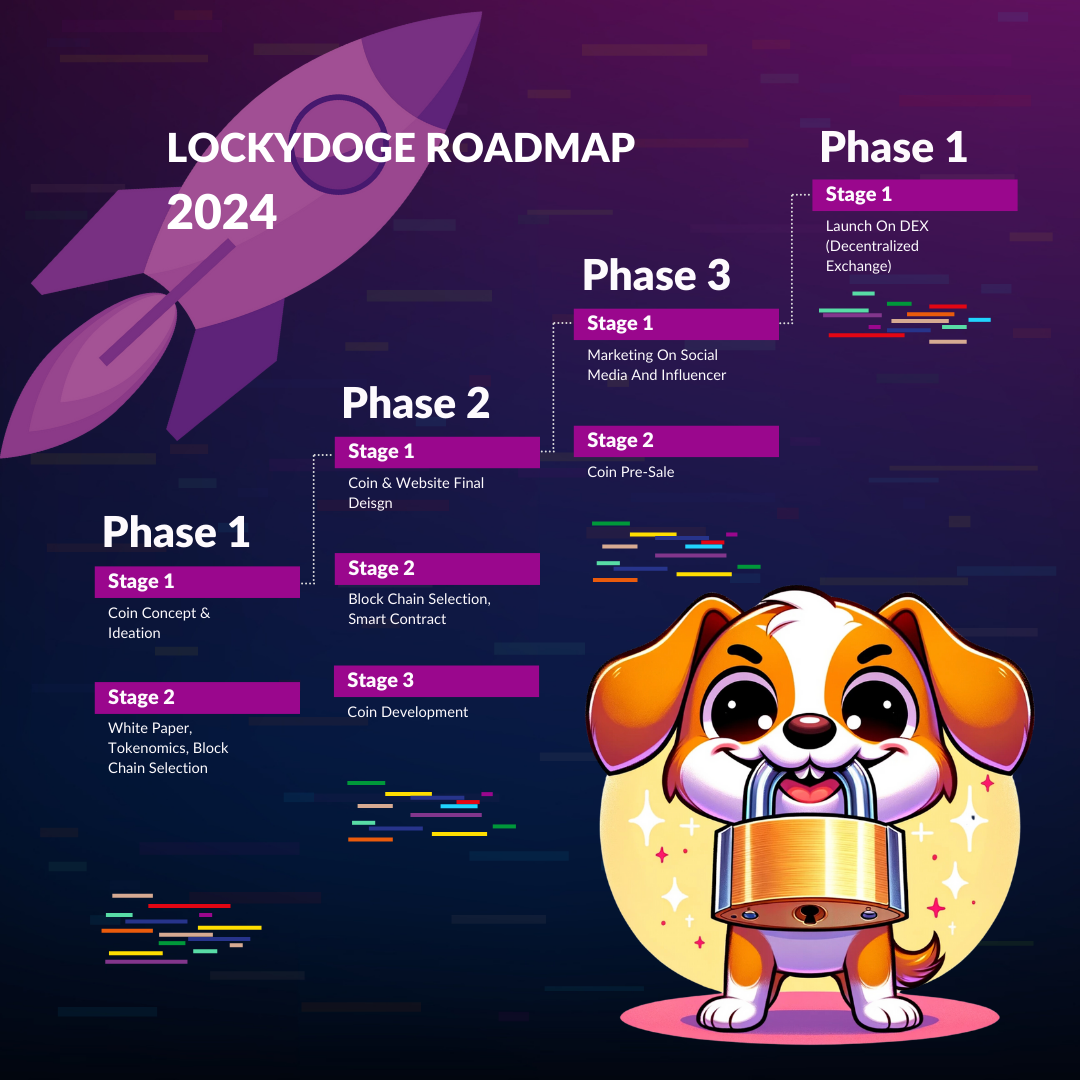 LOCKYDOGE ROADMAP
2024
Phase 1
Stage 1
Coin Concept &
Ideation
Stage 2
White Paper,
Tokenomics, Block
Chain Selection
Phase 2
Stage 1
Coin & Website Final
Deisgn
Stage 2
Block Chain Selection,
Smart Contract
Stage 3
Coin Development
Phase 3
Stage 1
Marketing On Social
Media And Influencer
Stage 2
Coin Pre-Sale
Phase 1
Stage 1
Launch On DEX
(Decentralized
Exchange)